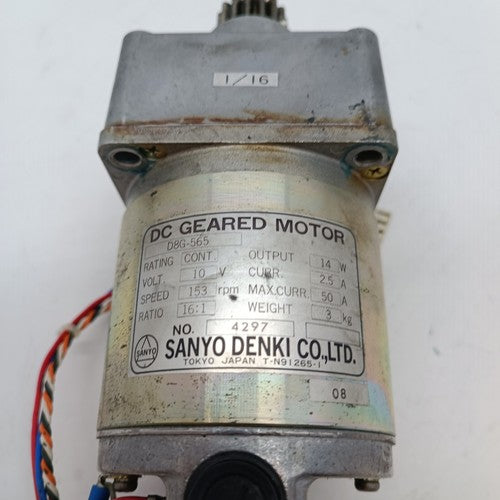 1/16
DC GEARED MOTOR
D8G-565
RATING CONT OUTPUT 14 W
VOLT. 10 V CURR. 2.5 A
SPEED 153 rpm MAX.CURR. 50 A
RATIO 16:1 WEIGHT 3 kg
NO. 4297
SANYO SANYO DENKI CO.,LTD.
TOKYO JAPAN T-N91265-1
08